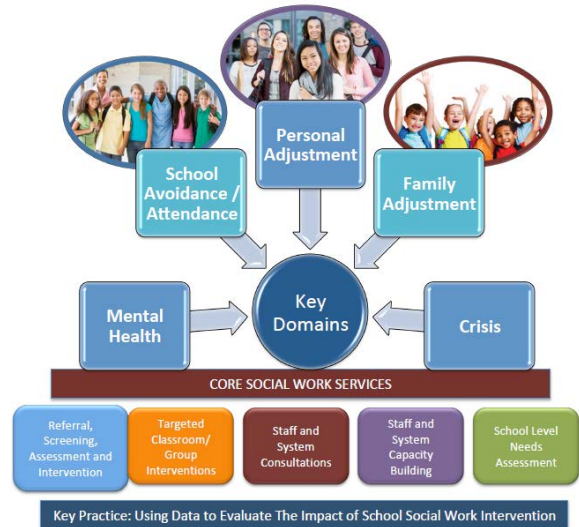 Personal
Adjustment
School
Avoidance /
Attendance
Family
Adjustment
Mental
Health
Key
Domains
Crisis
CORE SOCIAL WORK SERVICES
Referral,
Screening,
Assessment and
Intervention
Targeted
Classroom/
Group
Interventions
Staff and
System
Consultations
Staff and
System
Capacity
Building
School Level
Needs
Assessment
Key Practice: Using Data to Evaluate The Impact of School Social Work Intervention